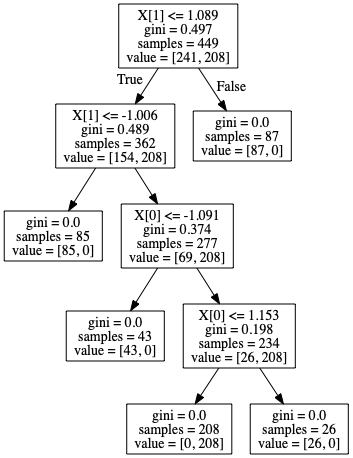 X[1] <= 1.089
gini = 0.497
samples = 449
value = [241, 208]
True
False
X[1] <= -1.006
gini = 0.489
samples = 362
value = [154, 208]
gini = 0.0
samples = 87
value = [87, 0]
gini = 0.0
samples = 85
value = [85, 0]
X[0] <= -1.091
gini = 0.374
samples = 277
value = [69, 208]
gini = 0.0
samples = 43
value = [43, 0]
X[0] <= 1.153
gini = 0.198
samples = 234
value = [26, 208]
gini = 0.0
samples = 208
value = [0, 208]
gini = 0.0
samples = 26
value = [26, 0]